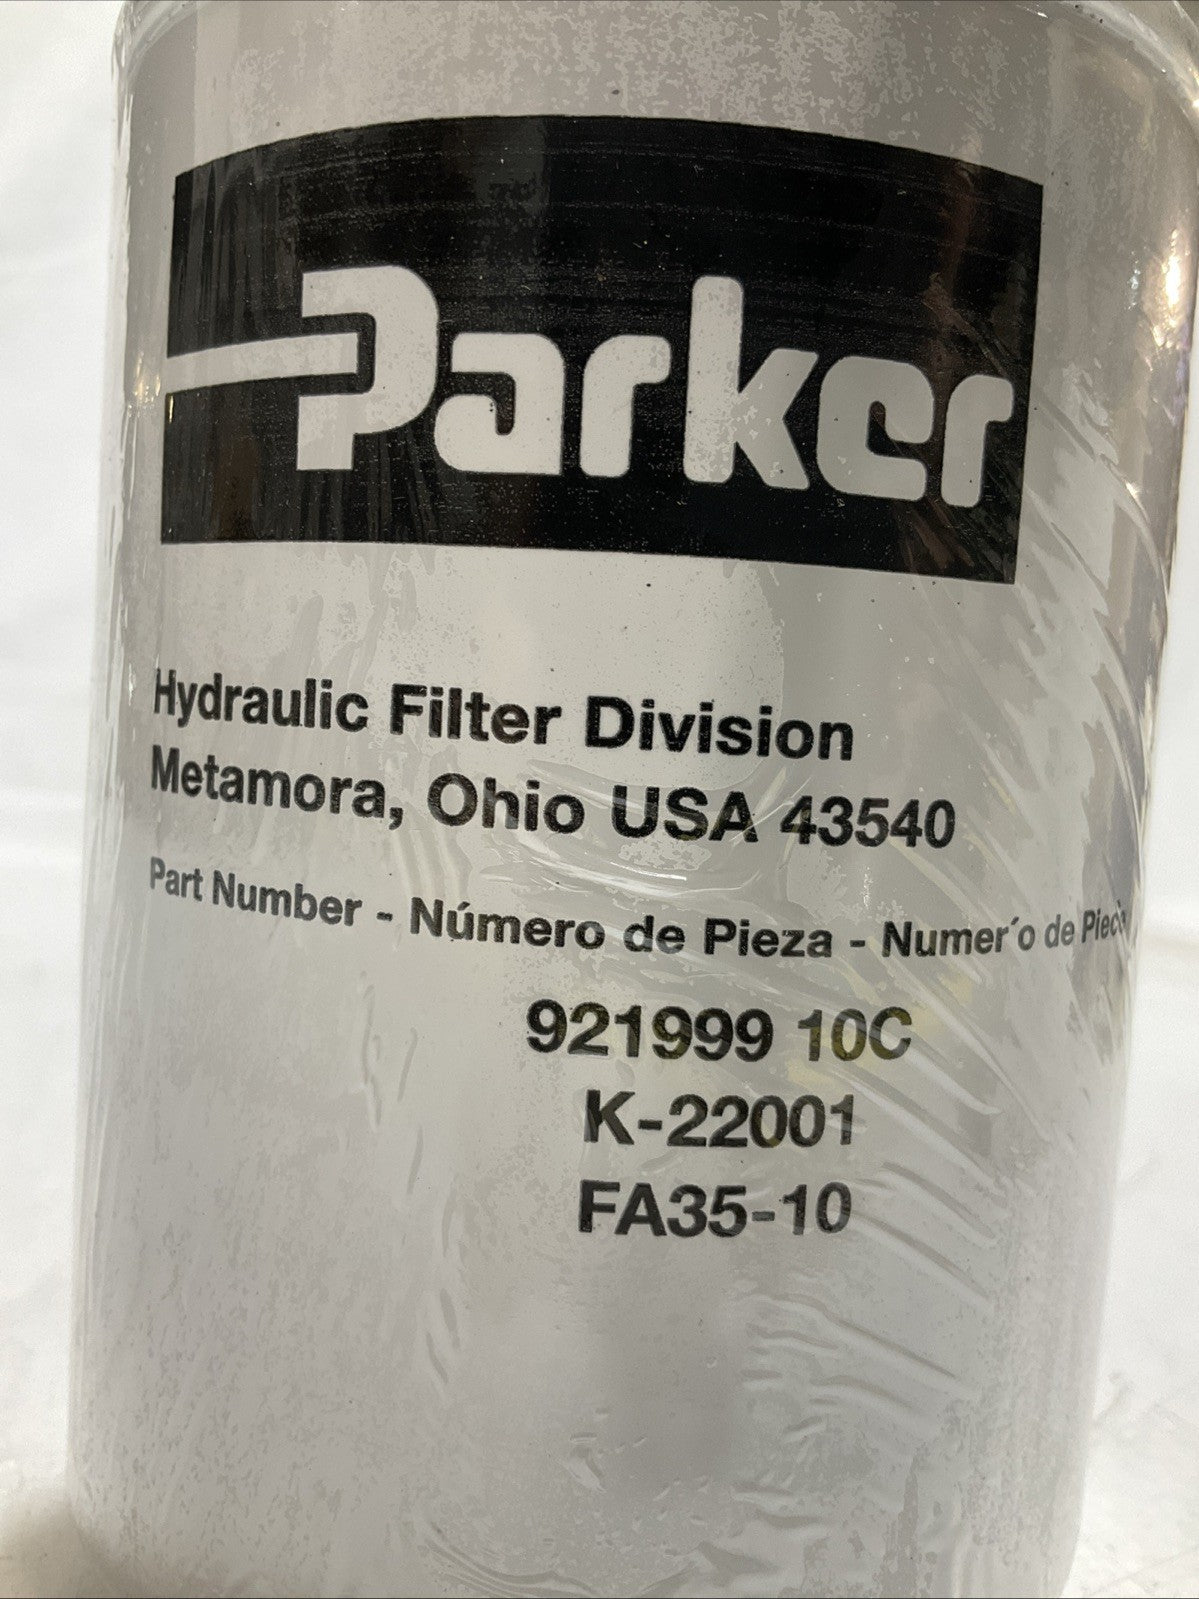 Parker
Hydraulic Filter Division
Metamora, Ohio USA 43540
Part Number - Número de Pieza - Numer´o de Pièce
921999 10C
K-22001
FA35-10